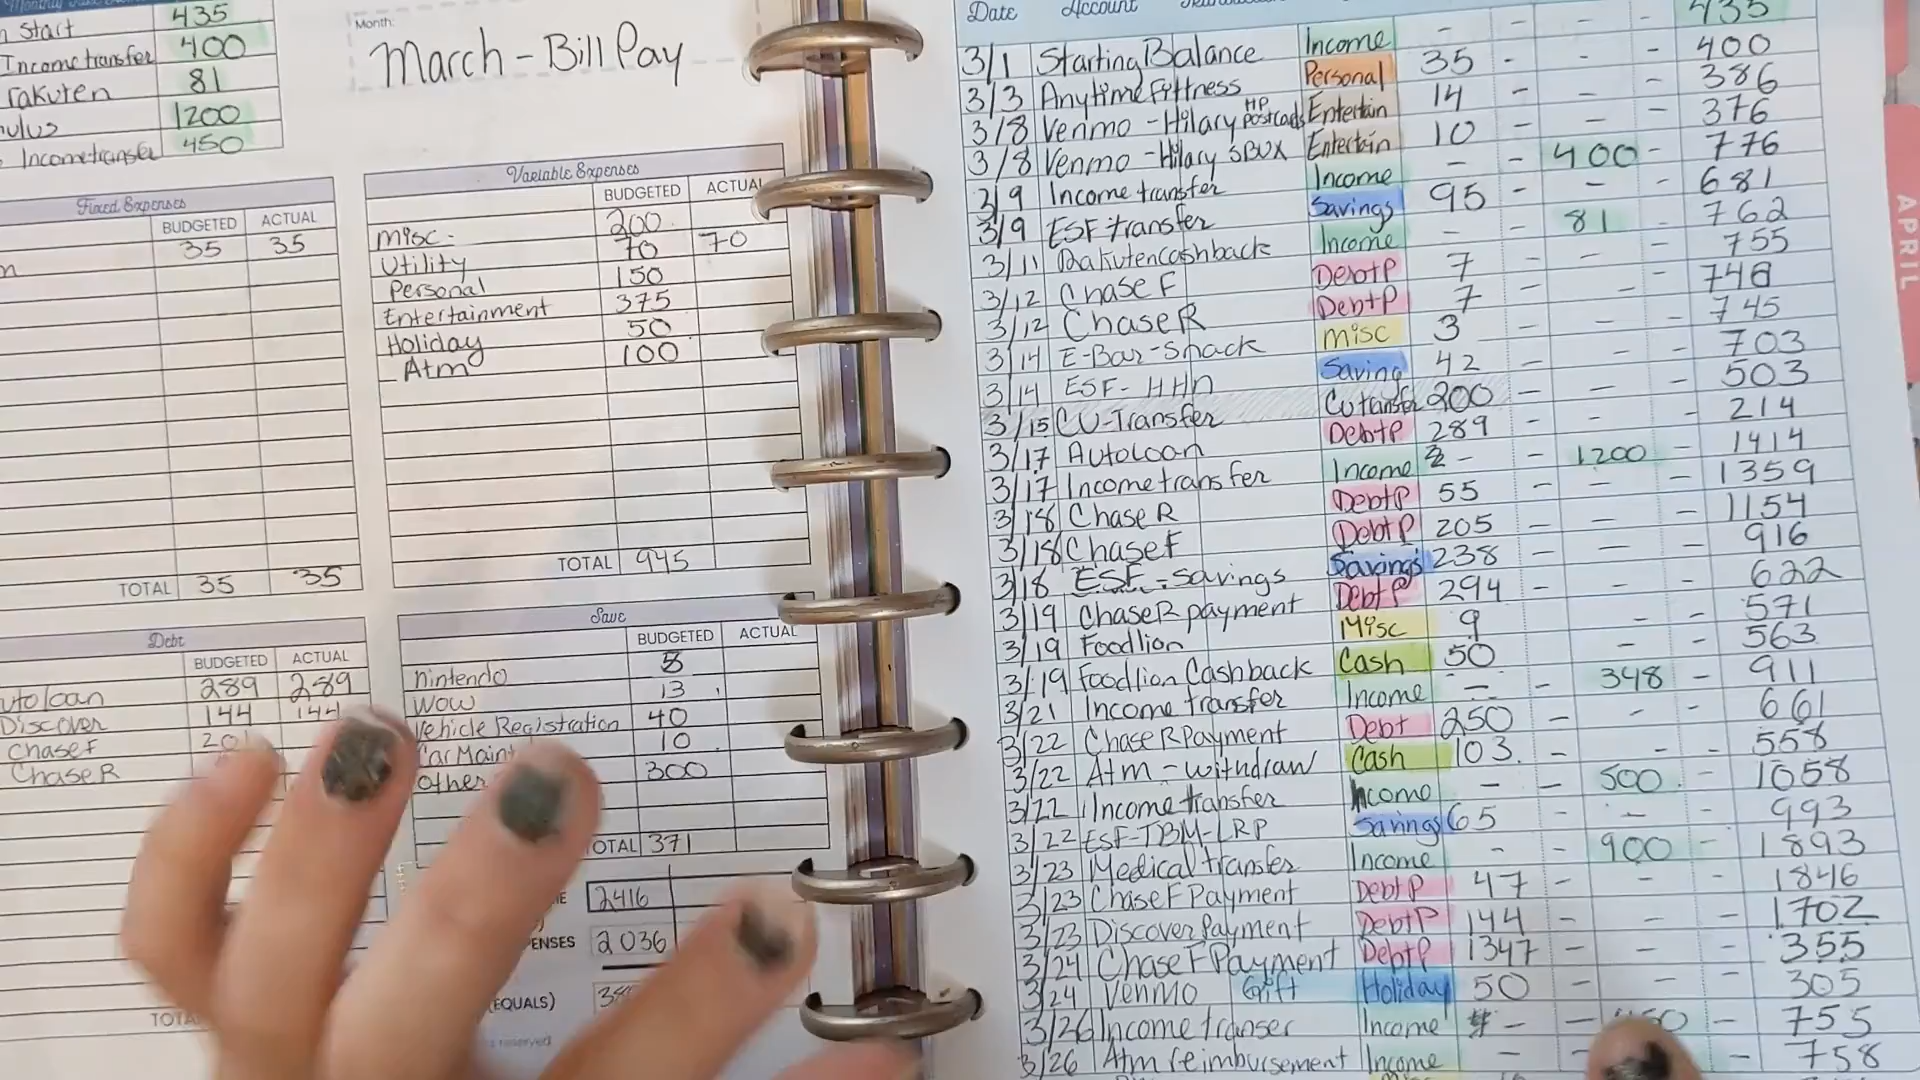 n Start 435
Income transfer 400
rakuten 81
ulus 1200
Income transfer 450
Month:
March - Bill Pay
Fixed Expenses
BUDGETED ACTUAL
35 35
TOTAL 35 35
Variable Expenses
BUDGETED ACTUAL
misc. 200
Utility 70 70
Personal 150
Entertainment 375
Holiday 50
Atm 100
TOTAL 945
Debt
BUDGETED ACTUAL
utoloan 289 289
Discover 144 144
Chase F
Chase R
Save
BUDGETED ACTUAL
nintendo
WOW 13
Vehicle Registration 40
Car Maint 10
Other 300
OTAL 371
2416
ENSES 2036
(EQUALS)
reserved
Date Account
435
3/1 Starting Balance Income - - - 400
3/3 Anytime Fittness Personal 35 - - - 386
3/8 Venmo - Hilary HP postcards Entertain 14 - - - 376
3/8 Venmo - Hilary SBUX Entertain 10 - - - 776
3/9 Income transfer Income - - 400 - 681
3/9 ESF transfer Savings 95 - - - 762
3/11 Rakuten cashback Income - 81 - 755
3/12 Chase F DebtP 7 - - - 748
3/12 Chase R DebtP 7 - - - 745
3/14 E-Bar-Snack misc 3 - - - 703
3/14 ESF- HHn Saving 42 - - - 503
3/15 CU-Transfer Cu transfer 200 - - - 214
3/17 Autoloan DebtP 289 - - - 1414
3/17 Income transfer Income - - 1200 - 1359
3/18 Chase R DebtP 55 - - - 1154
3/18 Chase F DebtP 205 - - - 916
3/18 ESF - Savings Savings 238 - - - 622
3/19 Chase R payment DebtP 294 - - - 571
3/19 Foodlion Misc 9 - - 563
3/19 Foodlion Cashback Cash 50 - - 911
3/21 Income transfer Income - 348 - 661
3/22 Chase R Payment Debt 250 - - - 558
3/22 Atm - withdraw Cash 103 - - - 1058
3/22 Income transfer Income - - 500 - 993
3/22 ESF-TBM-LRP Savings 65 - - - 1893
3/23 Medical transfer Income - - 900 - 1846
3/23 Chase F Payment DebtP 47 - - - 1702
3/23 Discover Payment DebtP 144 - - - 355
3/24 Chase F Payment DebtP 1347 - - - 305
3/24 Venmo Gift Holiday 50 - - - 755
3/26 Income transer Income - - - 758
3/26 Atm reimbursement Income - -
APRIL